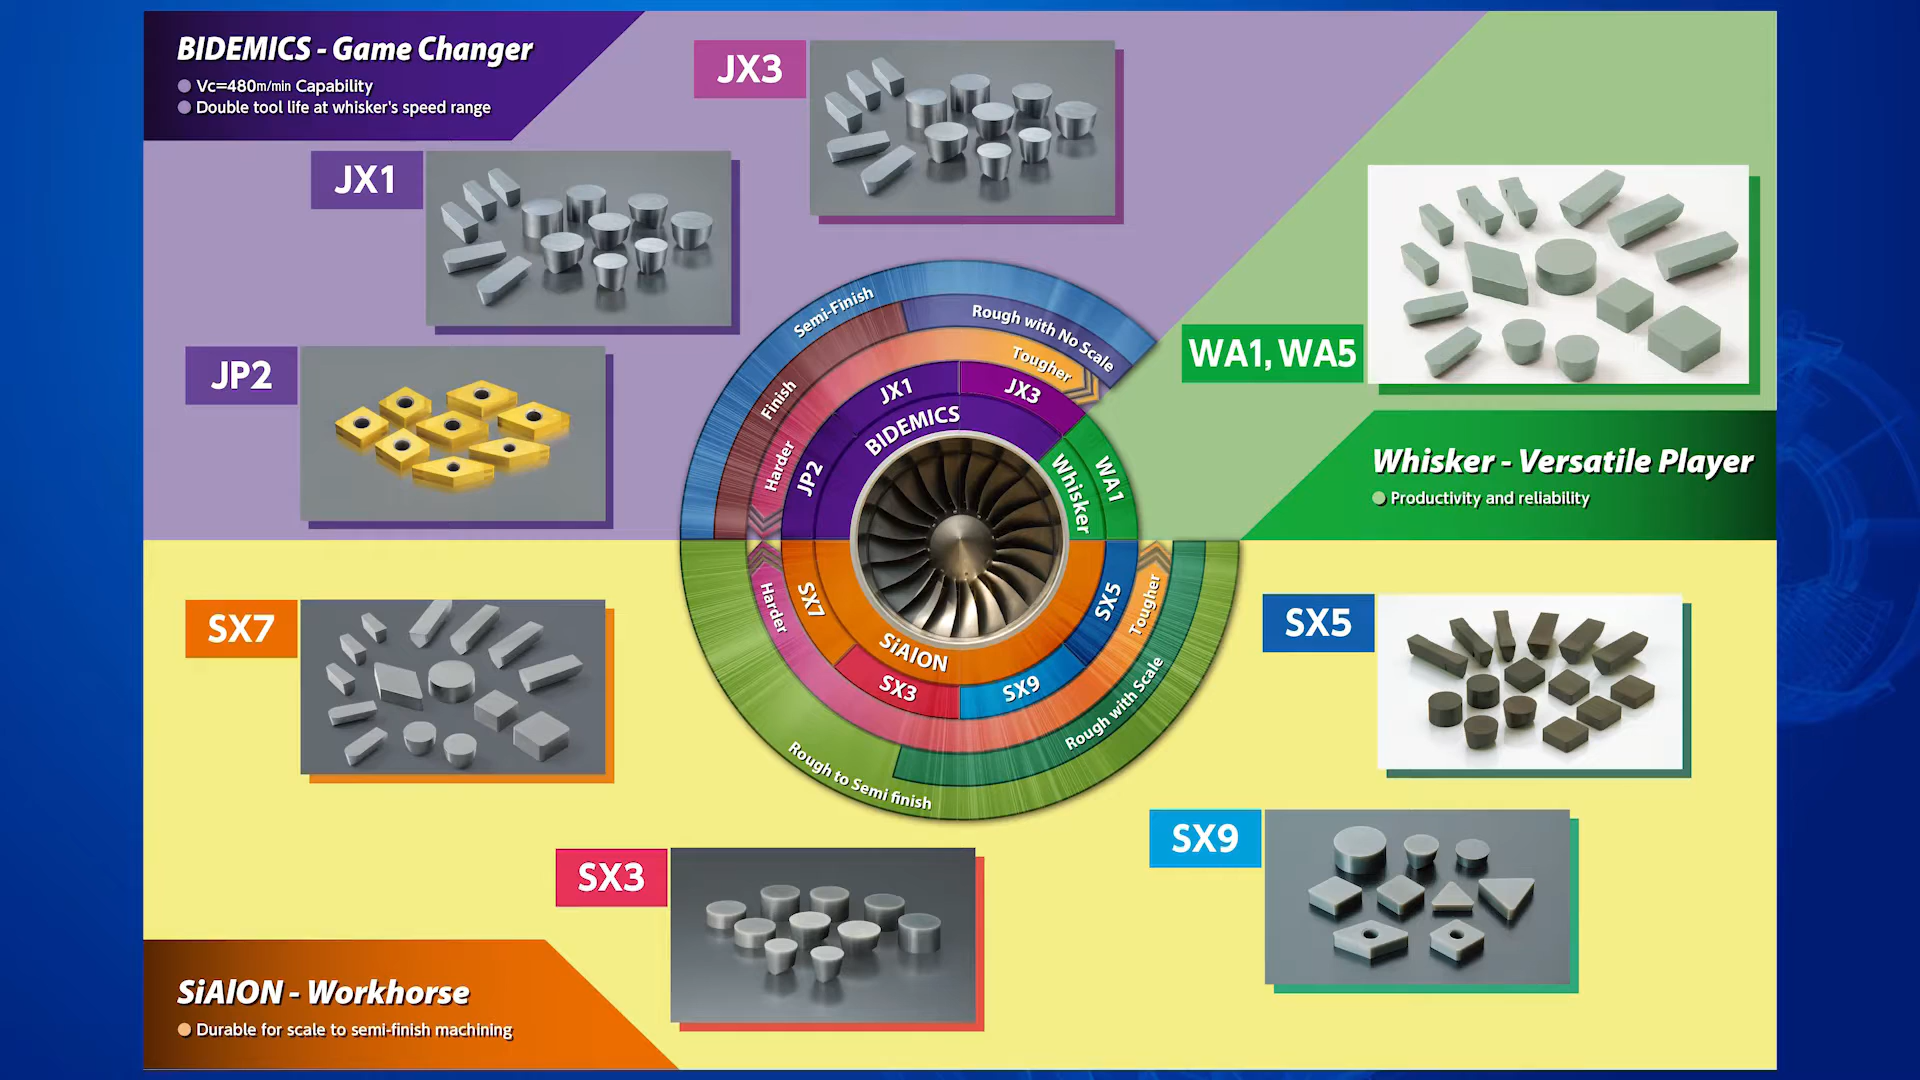 BIDEMICS - Game Changer
Vc=480m/min Capability
Double tool life at whisker's speed range
JX3
JX1
JP2
WA1, WA5
Whisker - Versatile Player
Productivity and reliability
Semi-Finish
Rough with No Scale
Finish
Tougher
Harder
JX1
JX3
JP2
BIDEMICS
Whisker
WA1
SX7
Harder
SiAlON
SX3
SX9
SX5
Tougher
Rough with Scale
Rough to Semi finish
SX7
SX5
SX9
SX3
SiAlON - Workhorse
Durable for scale to semi-finish machining